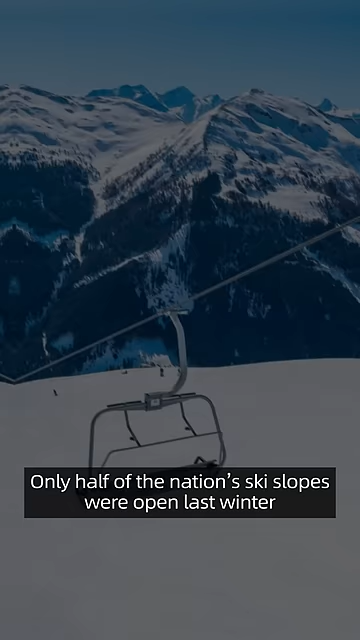 Only half of the nation’s ski slopes
were open last winter